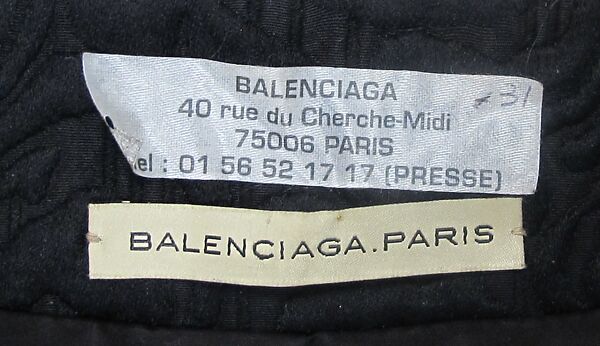 BALENCIAGA
40 rue du Cherche-Midi
75006 PARIS
el : 01 56 52 17 17 (PRESSE)
31
BALENCIAGA.PARIS